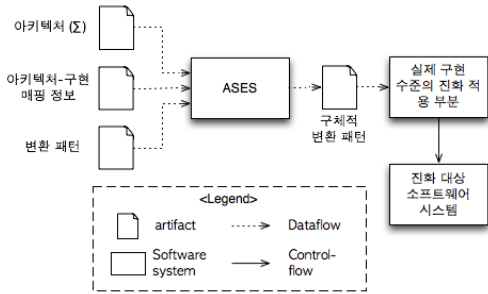 아키텍처 (Σ)
아키텍처-구현
매핑 정보
변환 패턴
ASES
구체적
변환 패턴
실제 구현
수준의 진화 적
용 부분
진화 대상
소프트웨어
시스템
<Legend>
artifact
Dataflow
Software
system
Control-
flow